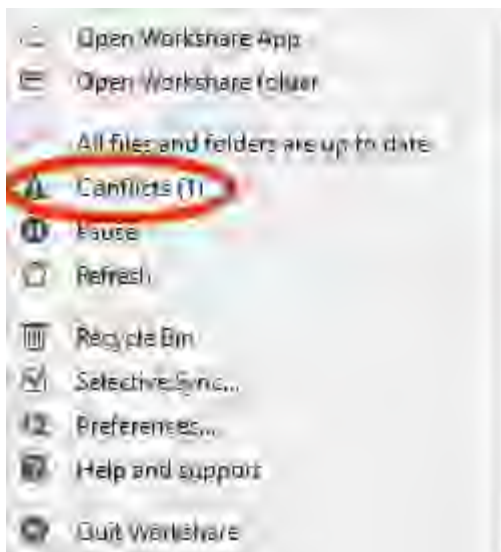 Open Workshare App
Open Workshare folder
All files and folders are up to date
Conflicts (1)
Pause
Refresh
Recycle Bin
Selective Sync...
Preferences...
Help and support
Quit Workshare